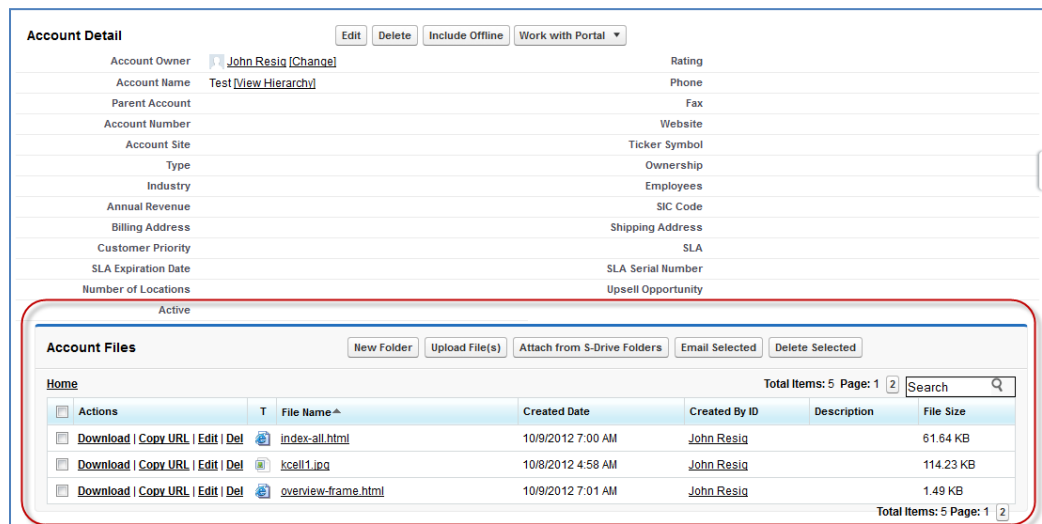 Account Detail Edit Delete Include Offline Work with Portal
Account Owner John Resig [Change] Rating
Account Name Test [View Hierarchy] Phone
Parent Account Fax
Account Number Website
Account Site Ticker Symbol
Type Ownership
Industry Employees
Annual Revenue SIC Code
Billing Address Shipping Address
Customer Priority SLA
SLA Expiration Date SLA Serial Number
Number of Locations Upsell Opportunity
Active
Account Files New Folder Upload File(s) Attach from S-Drive Folders Email Selected Delete Selected
Home Total Items: 5 Page: 1 2 Search
Actions T File Name Created Date Created By ID Description File Size
Download | Copy URL | Edit | Del index-all.html 10/9/2012 7:00 AM John Resig 61.64 KB
Download | Copy URL | Edit | Del kcell1.jpg 10/8/2012 4:58 AM John Resig 114.23 KB
Download | Copy URL | Edit | Del overview-frame.html 10/9/2012 7:01 AM John Resig 1.49 KB
Total Items: 5 Page: 1 2